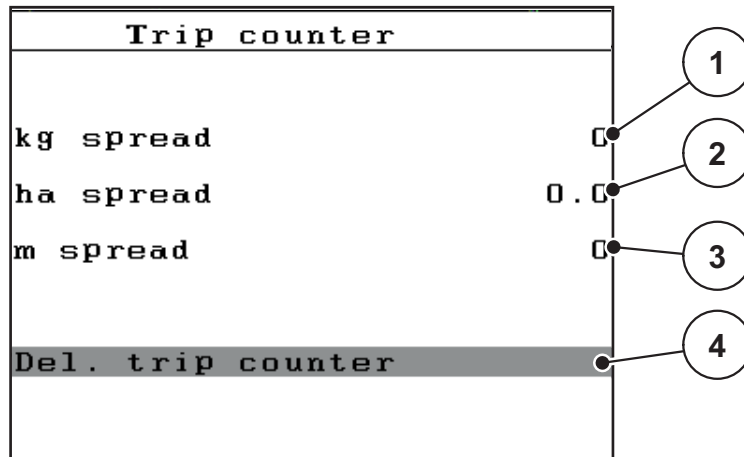 Trip counter
1
kg spread 0
2
ha spread 0.0
m spread 0
3
4
Del. trip counter